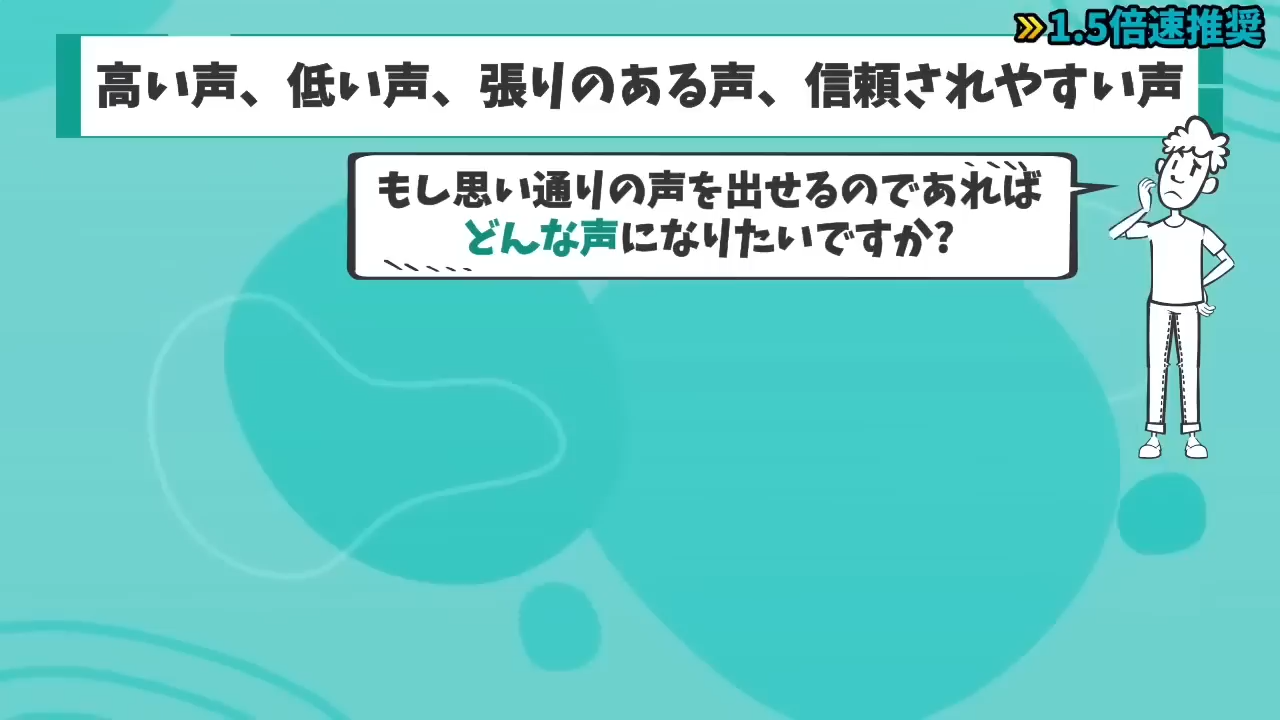 1.5倍速推奨
高い声、低い声、張りのある声、信頼されやすい声
もし思い通りの声を出せるのであれば
どんな声になりたいですか?